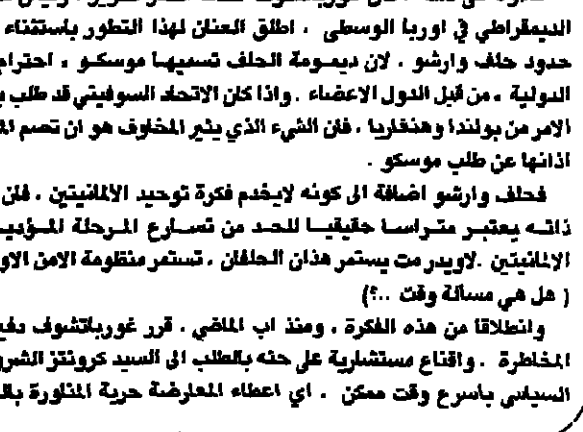 الديمقراطي في اوربا الوسطى ، اطلق العنان لهذا التطور باستثناء
حدود حلف وارشو ، لان ديمومة الحلف تسميها موسكو ، احترام
الدولية ، من قبل الدول الاعضاء . واذا كان الاتحاد السوفيتي قد طلب
الامر من بولندا وهنغاريا ، فان الشيء الذي يثير المخاوف هو ان تصم
اذانها عن طلب موسكو .
فحلف وارشو اضافة الى كونه لايخدم فكرة توحيد الالمانيتين ، فان
ذاته يعتبر متراسا حقيقيا للحد من تسارع المرحلة المؤدية
الالمانيتين .لاويدر مت يستمر هذان الحلفان ، تستمر منظومة الامن
( هل هي مسالة وقت ..؟)
وانطلاقا من هذه الفكرة ، ومنذ اب الماضي ، قرر غورباتشوف دفع
المخاطرة . واقناع مستشارية على حثه بالطلب الى السيد كرونتز
السياسي باسرع وقت ممكن ، اي اعطاء المعارضة حرية المناورة